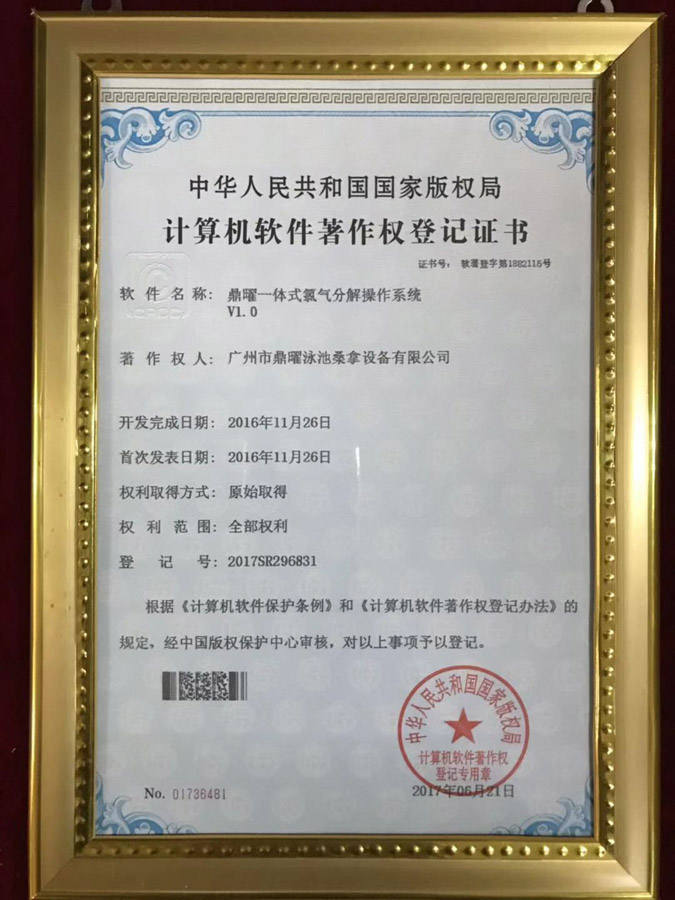 中华人民共和国国家版权局
计算机软件著作权登记证书
证书号： 软著登字第1882115号
软件名称： 鼎曜一体式氯气分解操作系统
V1.0
CPCC
著作权人： 广州市鼎曜泳池桑拿设备有限公司
开发完成日期： 2016年11月26日
首次发表日期： 2016年11月26日
权利取得方式： 原始取得
权利范围： 全部权利
登记号： 2017SR296831
根据《计算机软件保护条例》和《计算机软件著作权登记办法》的
规定，经中国版权保护中心审核，对以上事项予以登记。
中华人民共和国国家版权局
计算机软件著作权
登记专用章
No. 01736481
2017年06月21日